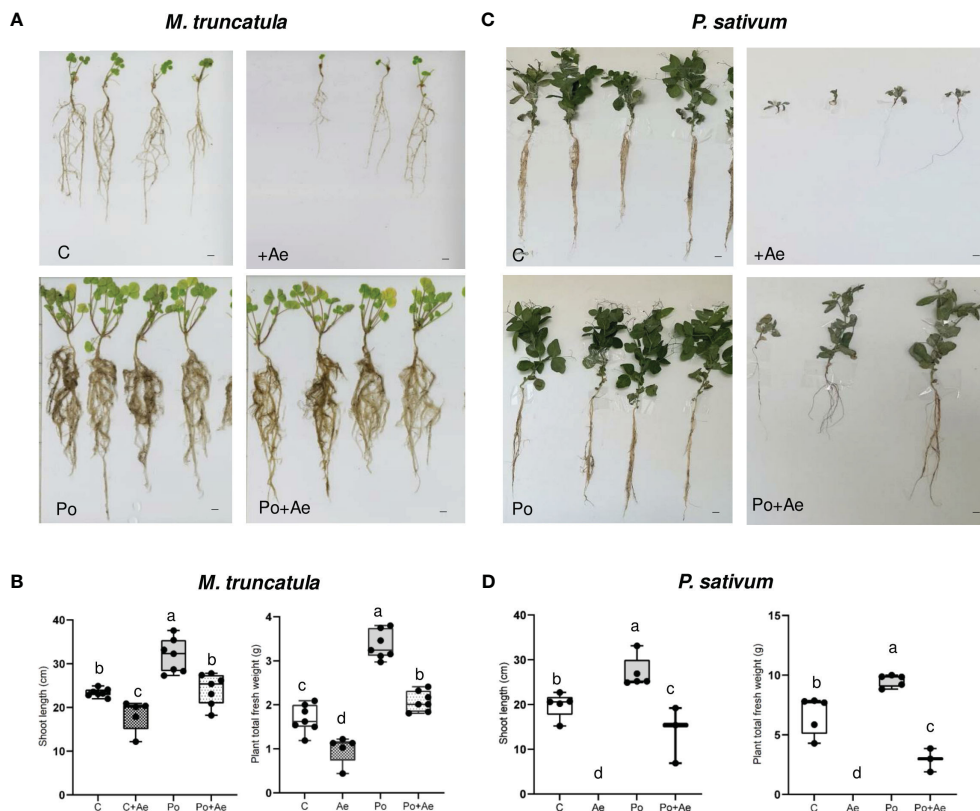 A
M. truncatula
C
+Ae
Po
Po+Ae
C
P. sativum
C
+Ae
Po
Po+Ae
B
M. truncatula
Shoot length (cm)
40
30
20
10
0
b
c
a
b
C
C+Ae
Po
Po+Ae
Plant total fresh weight (g)
4
3
2
1
0
c
d
a
b
C
Ae
Po
Po+Ae
D
P. sativum
Shoot length (cm)
40
30
20
10
0
b
d
a
c
C
Ae
Po
Po+Ae
Plant total fresh weight (g)
15
10
5
0
b
d
a
c
C
Ae
Po
Po+Ae